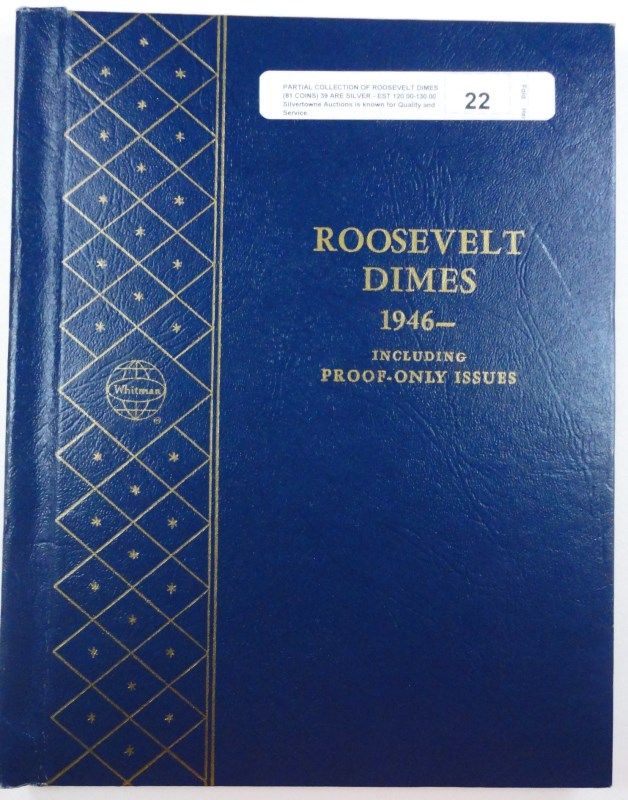 PARTIAL COLLECTION OF ROOSEVELT DIMES
(81 COINS) 39 ARE SILVER - EST 120.00-130.00
Silvertowne Auctions is known for Quality and
Service.
22
ROOSEVELT
DIMES
1946—
INCLUDING
PROOF-ONLY ISSUES
Whitman
®